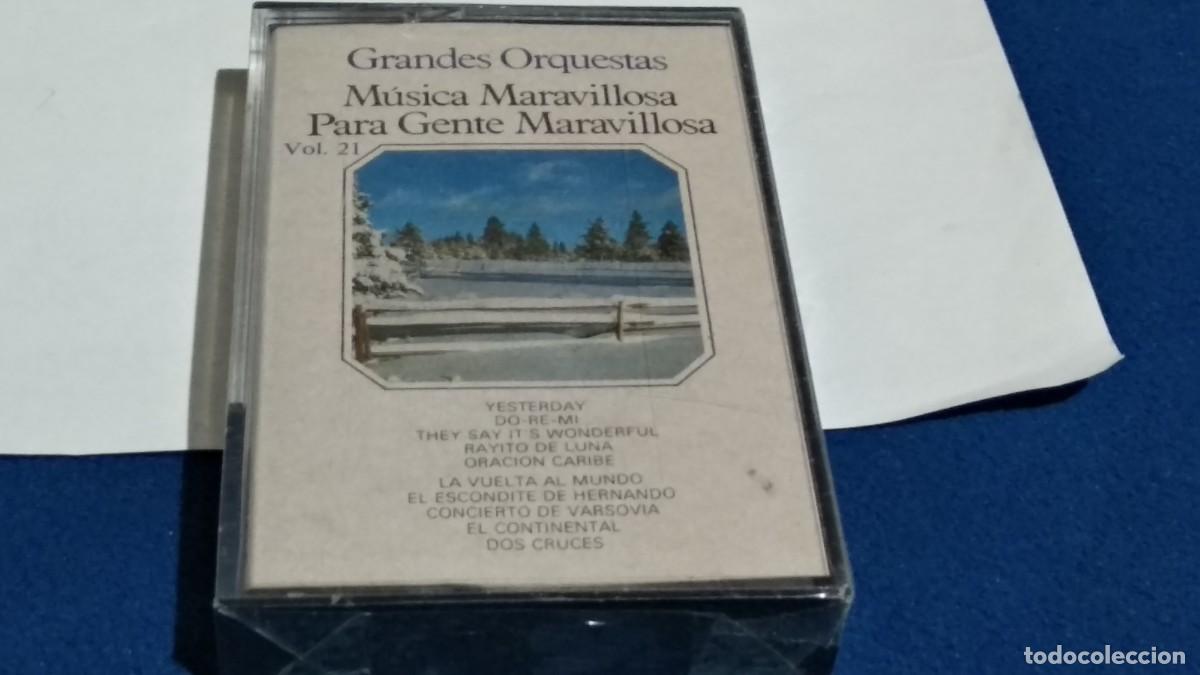 Grandes Orquestas
Música Maravillosa
Para Gente Maravillosa
Vol. 21
YESTERDAY
DO-RE-MI
THEY SAY IT'S WONDERFUL
RAYITO DE LUNA
ORACION CARIBE
LA VUELTA AL MUNDO
EL ESCONDITE DE HERNANDO
CONCIERTO DE VARSOVIA
EL CONTINENTAL
DOS CRUCES
todocoleccion